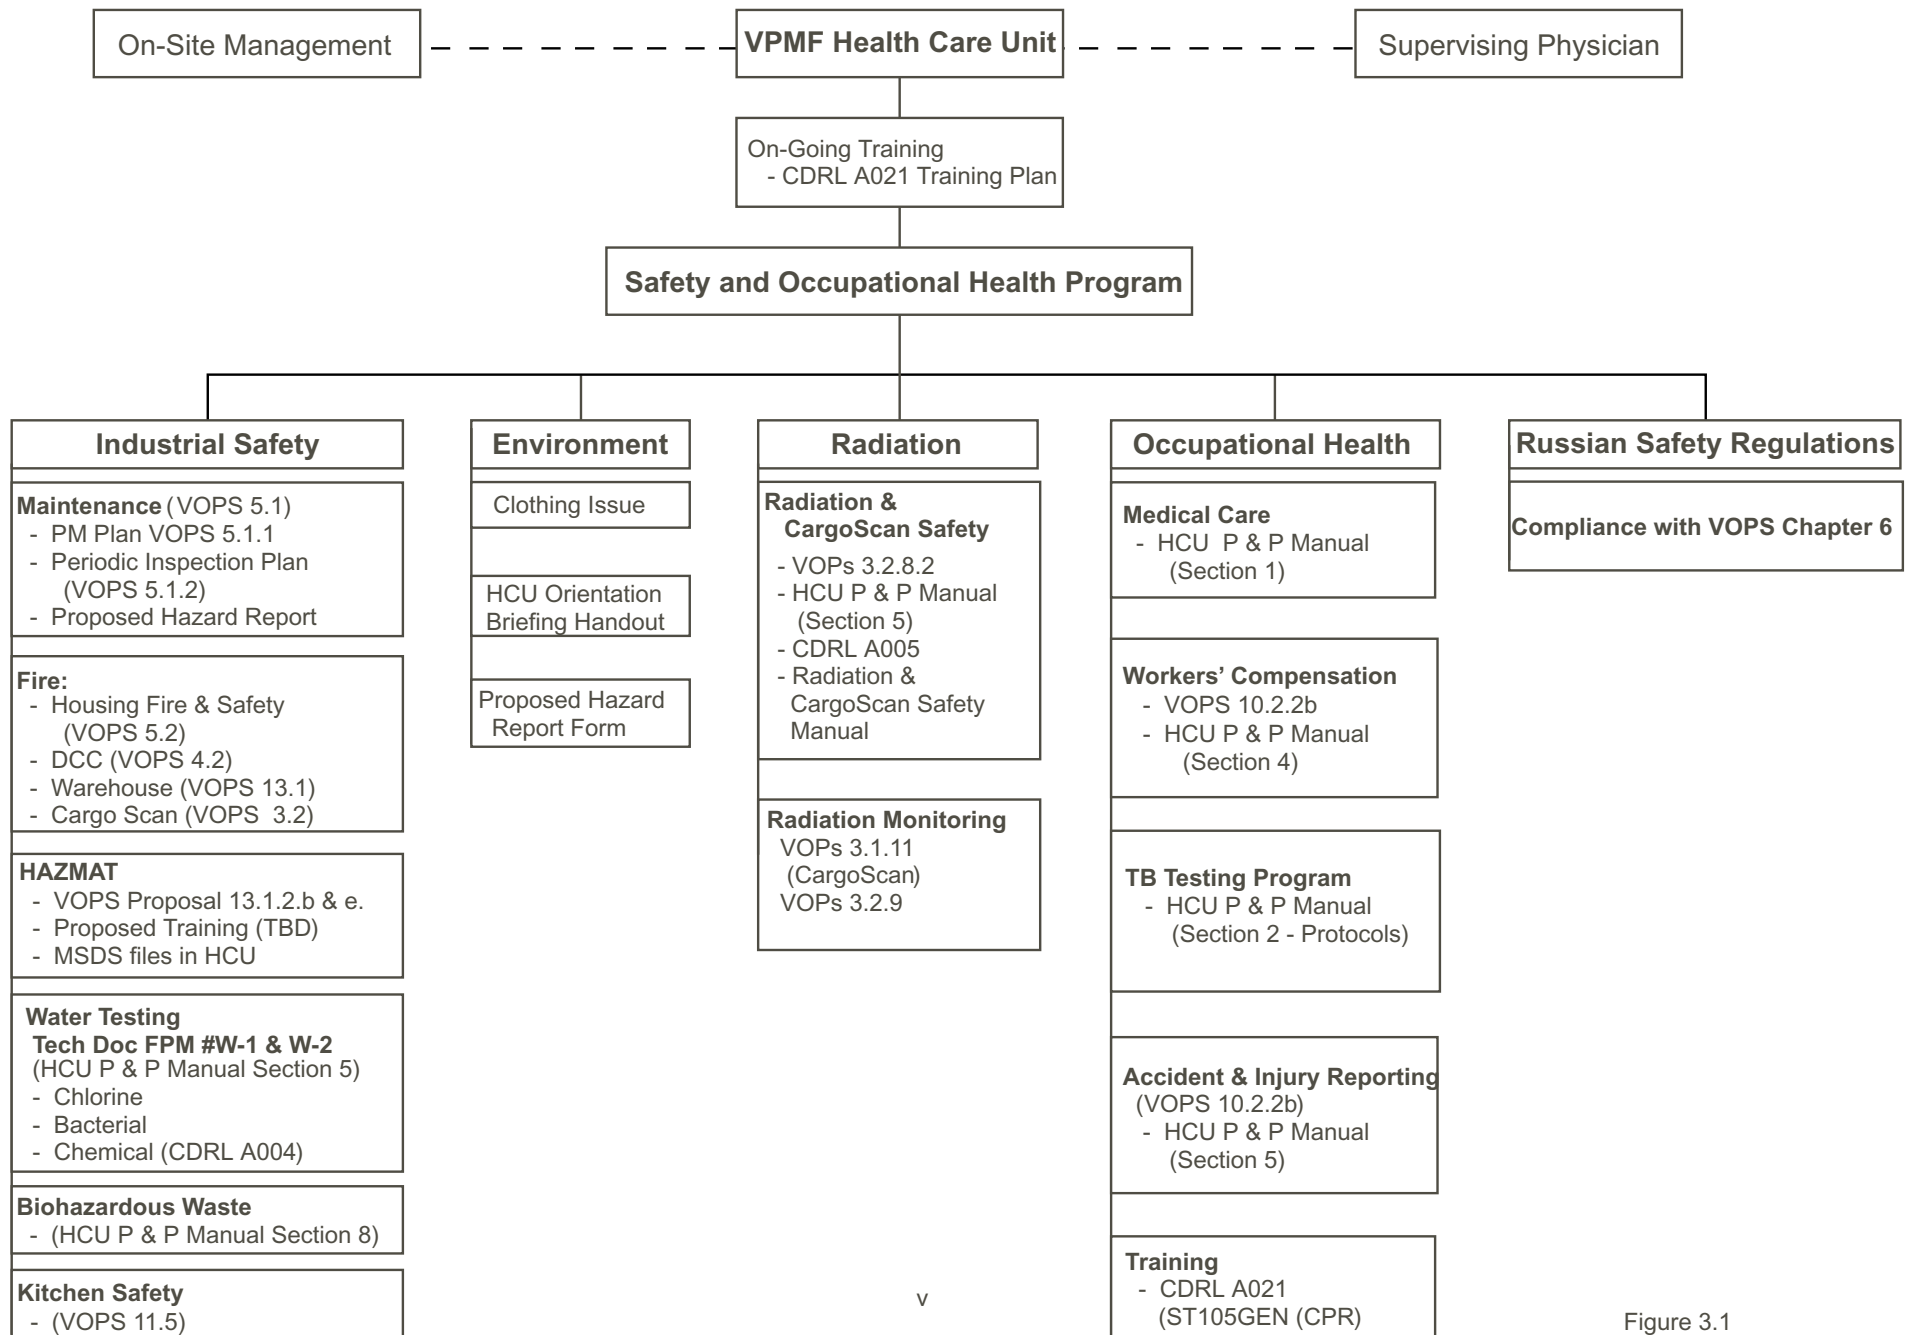 On-Site Management
VPMF Health Care Unit
Supervising Physician
On-Going Training
- CDRL A021 Training Plan
Safety and Occupational Health Program
Industrial Safety
Maintenance (VOPS 5.1)
- PM Plan VOPS 5.1.1
- Periodic Inspection Plan
(VOPS 5.1.2)
- Proposed Hazard Report
Fire:
- Housing Fire & Safety
(VOPS 5.2)
- DCC (VOPS 4.2)
- Warehouse (VOPS 13.1)
- Cargo Scan (VOPS 3.2)
HAZMAT
- VOPS Proposal 13.1.2.b & e.
- Proposed Training (TBD)
- MSDS files in HCU
Water Testing
Tech Doc FPM #W-1 & W-2
(HCU P & P Manual Section 5)
- Chlorine
- Bacterial
- Chemical (CDRL A004)
Biohazardous Waste
- (HCU P & P Manual Section 8)
Kitchen Safety
- (VOPS 11.5)
Environment
Clothing Issue
HCU Orientation
Briefing Handout
Proposed Hazard
Report Form
Radiation
Radiation &
CargoScan Safety
- VOPs 3.2.8.2
- HCU P & P Manual
(Section 5)
- CDRL A005
- Radiation &
CargoScan Safety
Manual
Radiation Monitoring
VOPs 3.1.11
(CargoScan)
VOPs 3.2.9
Occupational Health
Medical Care
- HCU P & P Manual
(Section 1)
Workers’ Compensation
- VOPS 10.2.2b
- HCU P & P Manual
(Section 4)
TB Testing Program
- HCU P & P Manual
(Section 2 - Protocols)
Accident & Injury Reporting
(VOPS 10.2.2b)
- HCU P & P Manual
(Section 5)
Training
- CDRL A021
(ST105GEN (CPR)
Russian Safety Regulations
Compliance with VOPS Chapter 6
v
Figure 3.1